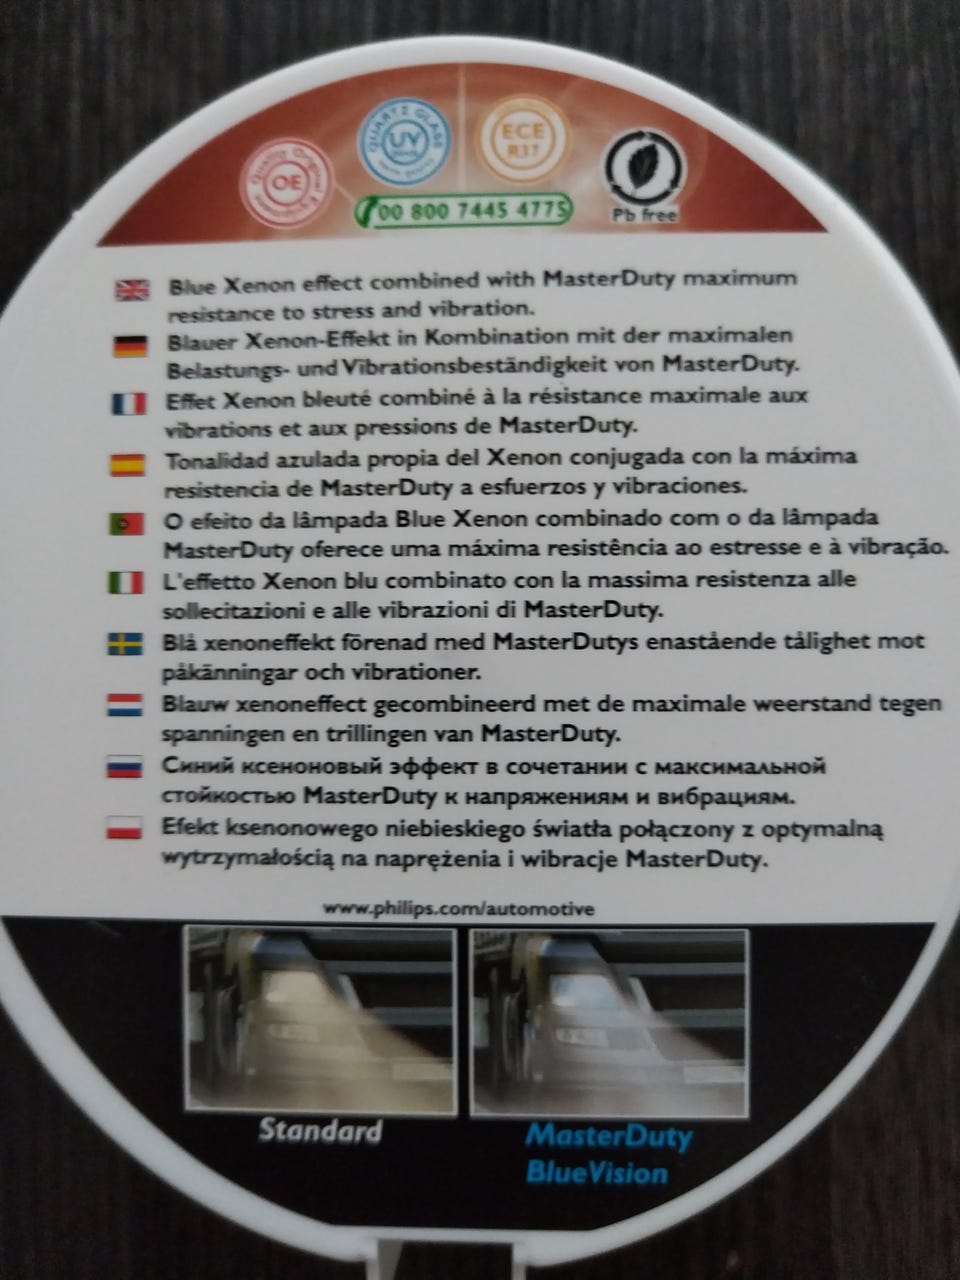 Quality Original Equipment
OE
QUARTZ GLASS
UV
ECE
R37
00 800 7445 4775
Pb free
Blue Xenon effect combined with MasterDuty maximum
resistance to stress and vibration.
Blauer Xenon-Effekt in Kombination mit der maximalen
Belastungs- und Vibrationsbeständigkeit von MasterDuty.
Effet Xenon bleuté combiné à la résistance maximale aux
vibrations et aux pressions de MasterDuty.
Tonalidad azulada propia del Xenon conjugada con la máxima
resistencia de MasterDuty a esfuerzos y vibraciones.
O efeito da lâmpada Blue Xenon combinado com o da lâmpada
MasterDuty oferece uma máxima resistência ao estresse e à vibração.
L'effetto Xenon blu combinato con la massima resistenza alle
sollecitazioni e alle vibrazioni di MasterDuty.
Blå xenoneffekt förenad med MasterDutys enastående tålighet mot
påkänningar och vibrationer.
Blauw xenoneffect gecombineerd met de maximale weerstand tegen
spanningen en trillingen van MasterDuty.
Синий ксеноновый эффект в сочетании с максимальной
стойкостью MasterDuty к напряжениям и вибрациям.
Efekt ksenonowego niebieskiego światła połączony z optymalną
wytrzymałością na naprężenia i wibracje MasterDuty.
www.philips.com/automotive
Standard
MasterDuty
BlueVision